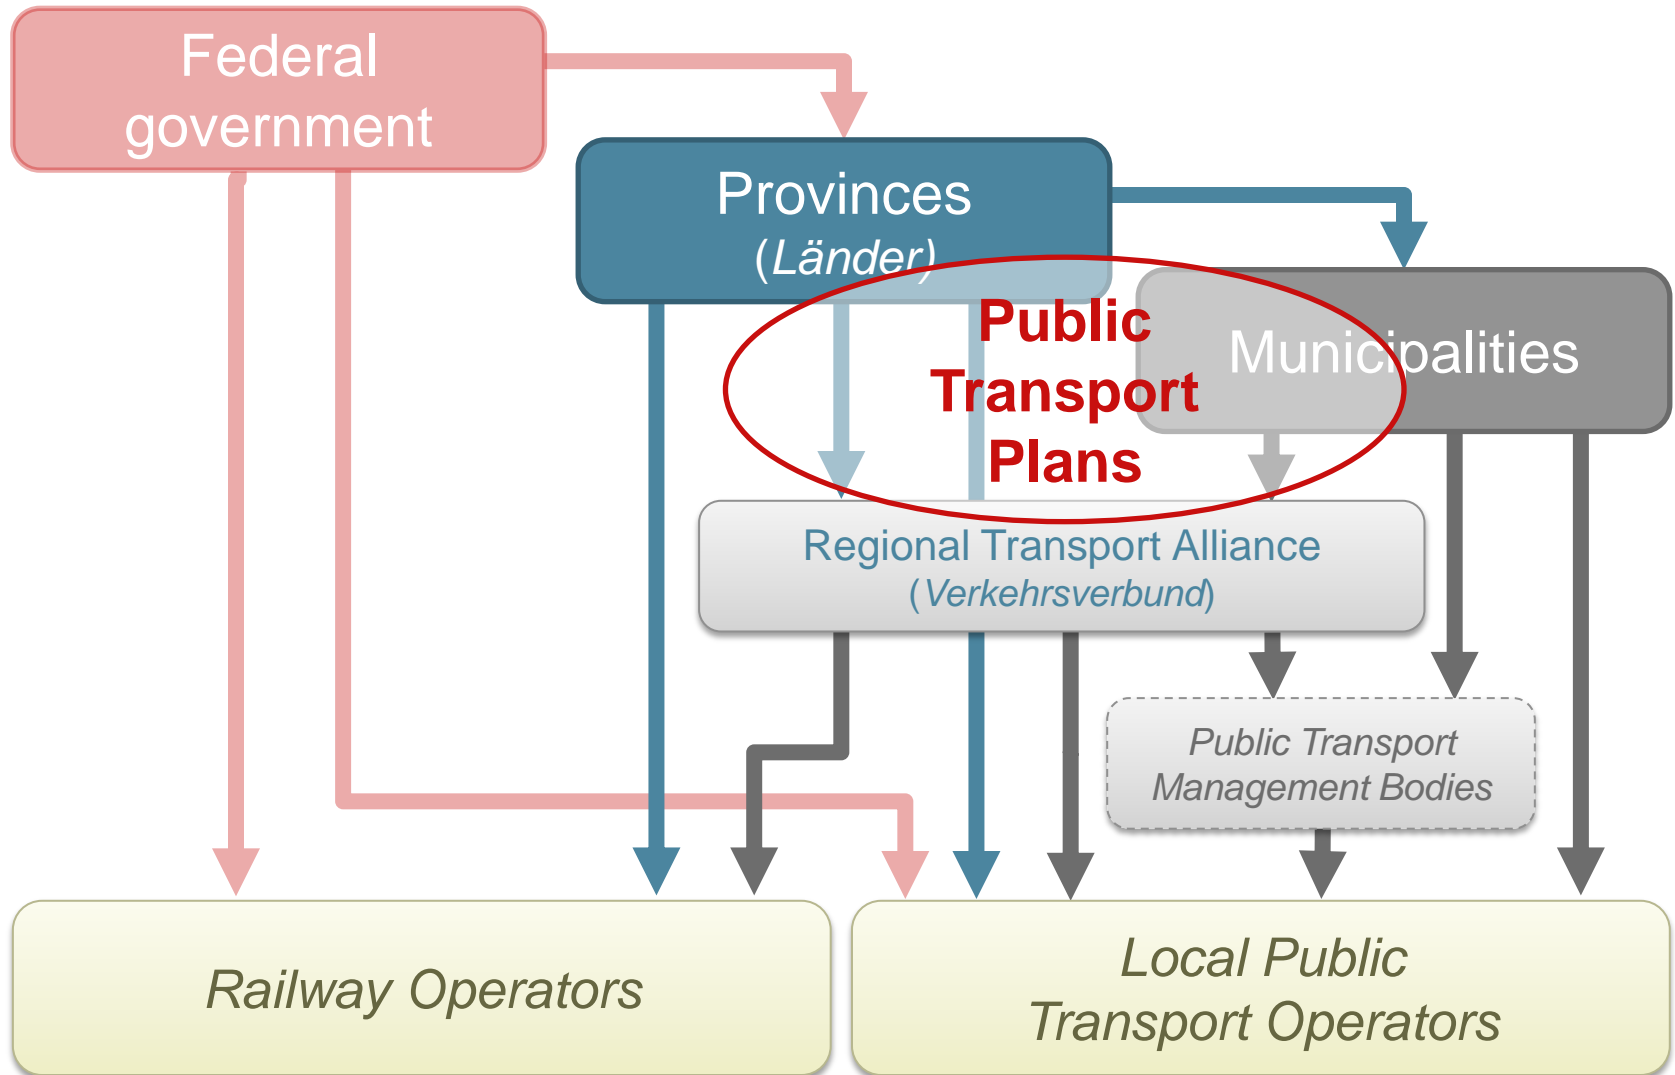 Federal
government
Provinces
(Länder)
Public
Transport
Plans
Municipalities
Regional Transport Alliance
(Verkehrsverbund)
Public Transport
Management Bodies
Railway Operators
Local Public
Transport Operators